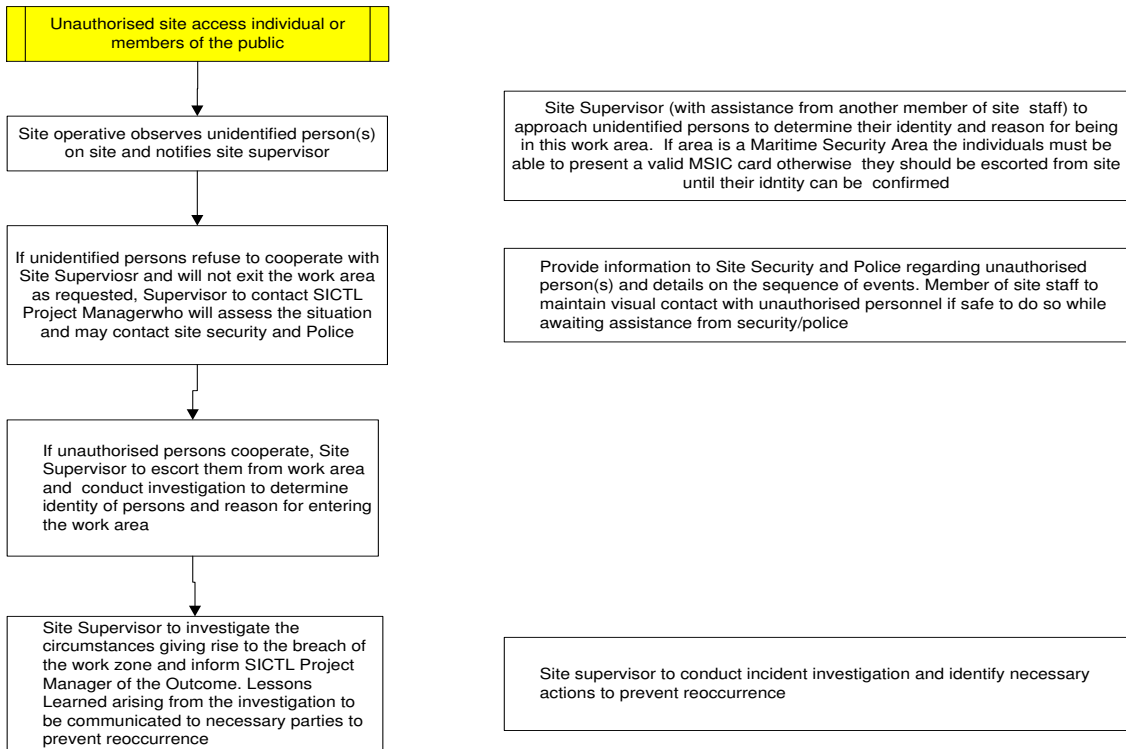 Unauthorised site access individual or
members of the public
Site operative observes unidentified person(s)
on site and notifies site supervisor
Site Supervisor (with assistance from another member of site staff) to
approach unidentified persons to determine their identity and reason for being
in this work area. If area is a Maritime Security Area the individuals must be
able to present a valid MSIC card otherwise they should be escorted from site
until their idntity can be confirmed
If unidentified persons refuse to cooperate with
Site Superviosr and will not exit the work area
as requested, Supervisor to contact SICTL
Project Managerwho will assess the situation
and may contact site security and Police
Provide information to Site Security and Police regarding unauthorised
person(s) and details on the sequence of events. Member of site staff to
maintain visual contact with unauthorised personnel if safe to do so while
awaiting assistance from security/police
If unauthorised persons cooperate, Site
Supervisor to escort them from work area
and conduct investigation to determine
identity of persons and reason for entering
the work area
Site Supervisor to investigate the
circumstances giving rise to the breach of
the work zone and inform SICTL Project
Manager of the Outcome. Lessons
Learned arising from the investigation to
be communicated to necessary parties to
prevent reoccurrence
Site supervisor to conduct incident investigation and identify necessary
actions to prevent reoccurrence